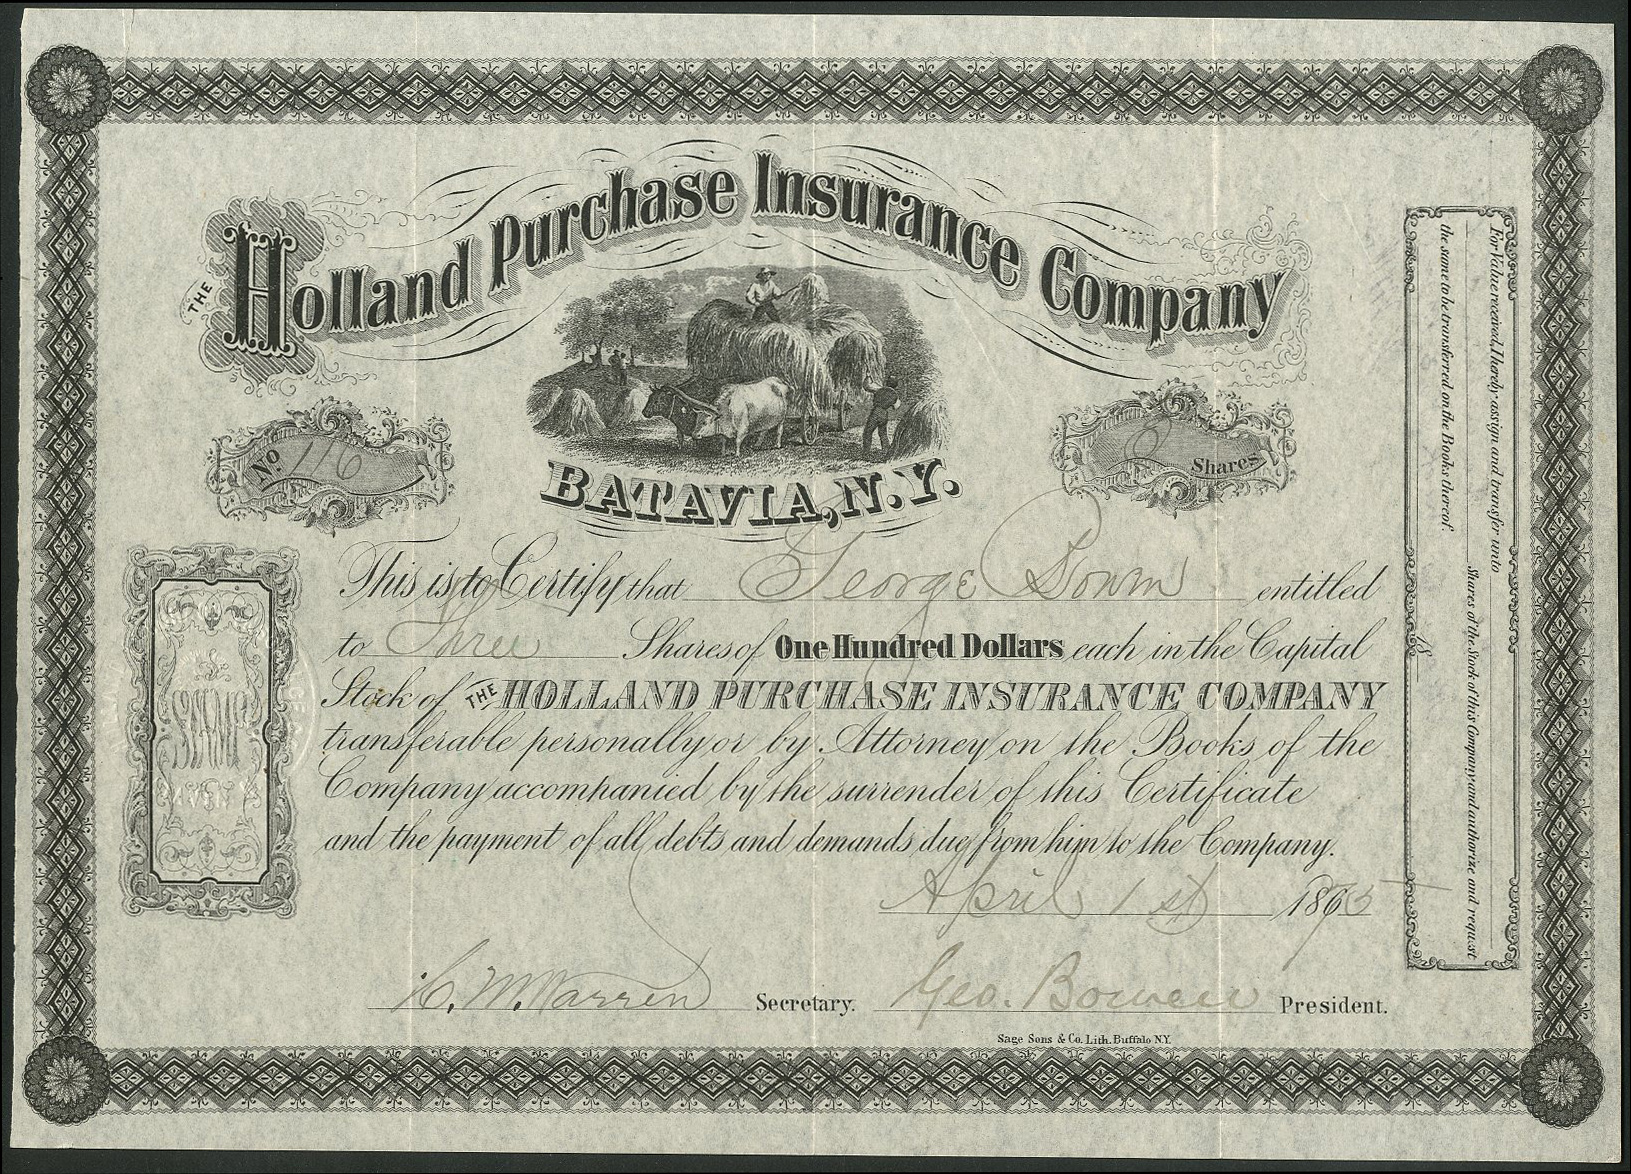 THE Holland Purchase Insurance Company
No. 116
Shares
BATAVIA, N.Y.
This is to Certify that George entitled
to Three Shares of One Hundred Dollars each in the Capital
Stock of THE HOLLAND PURCHASE INSURANCE COMPANY
transferable personally or by Attorney on the Books of the
Company accompanied by the surrender of this Certificate
and the payment of all debts and demands due from him to the Company.
April 1st 186
H. M. Warren Secretary. Geo. Bowen President.
Sage Sons & Co. Lith. Buffalo N.Y.
For Value received, I hereby assign and transfer unto
Shares of the Stock of this Company and authorize and request
the same to be transferred on the Books thereof.
18